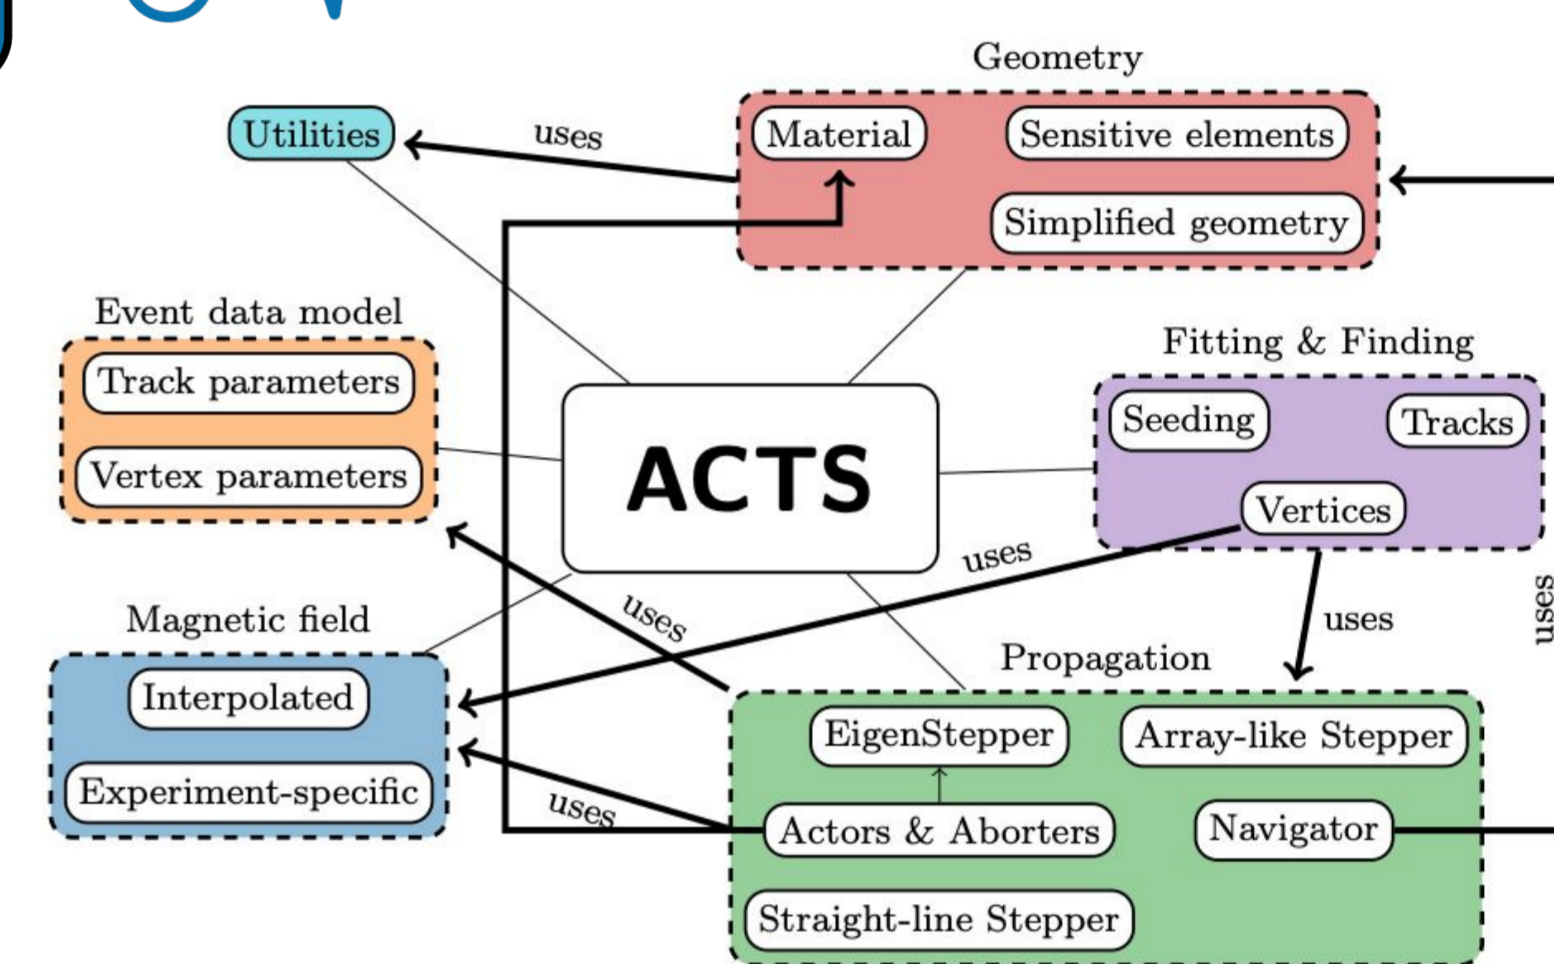 Geometry
Utilities
uses
Material
Sensitive elements
Simplified geometry
Event data model
Track parameters
Vertex parameters
Fitting & Finding
Seeding
Tracks
Vertices
ACTS
uses
uses
uses
uses
Magnetic field
Interpolated
Experiment-specific
uses
Propagation
EigenStepper
Array-like Stepper
Actors & Aborters
Navigator
Straight-line Stepper